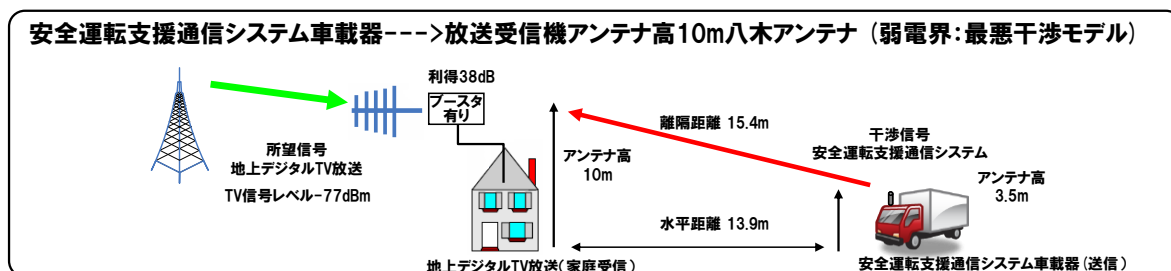 安全運転支援通信システム車載器--->放送受信機アンテナ高10m八木アンテナ (弱電界:最悪干渉モデル)
利得38dB
ブースタ
有り
所望信号
地上デジタルTV放送
TV信号レベル-77dBm
アンテナ高
10m
離隔距離 15.4m
干渉信号
安全運転支援通信システム
アンテナ高
3.5m
水平距離 13.9m
地上デジタルTV放送(家庭受信)
安全運転支援通信システム車載器(送信)